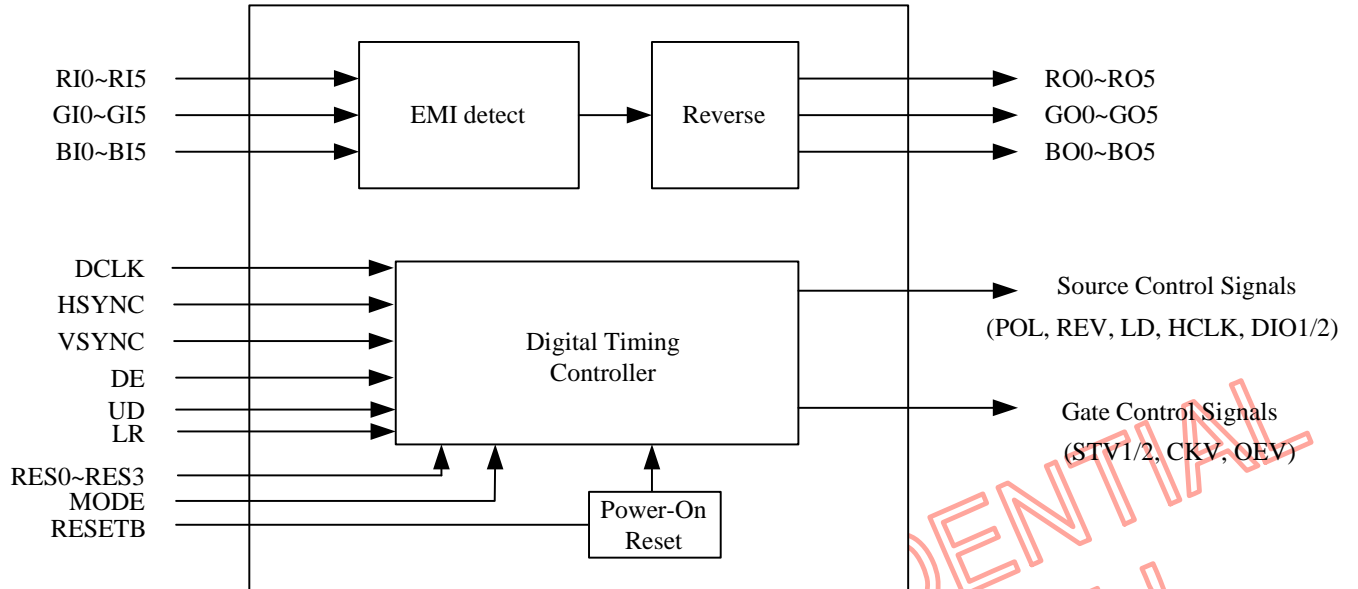 RI0~RI5
GI0~GI5
BI0~BI5
EMI detect
Reverse
RO0~RO5
GO0~GO5
BO0~BO5
DCLK
HSYNC
VSYNC
DE
UD
LR
RES0~RES3
MODE
RESETB
Digital Timing
Controller
Power-On
Reset
Source Control Signals
(POL, REV, LD, HCLK, DIO1/2)
Gate Control Signals
(STV1/2, CKV, OEV)
DENTIAL